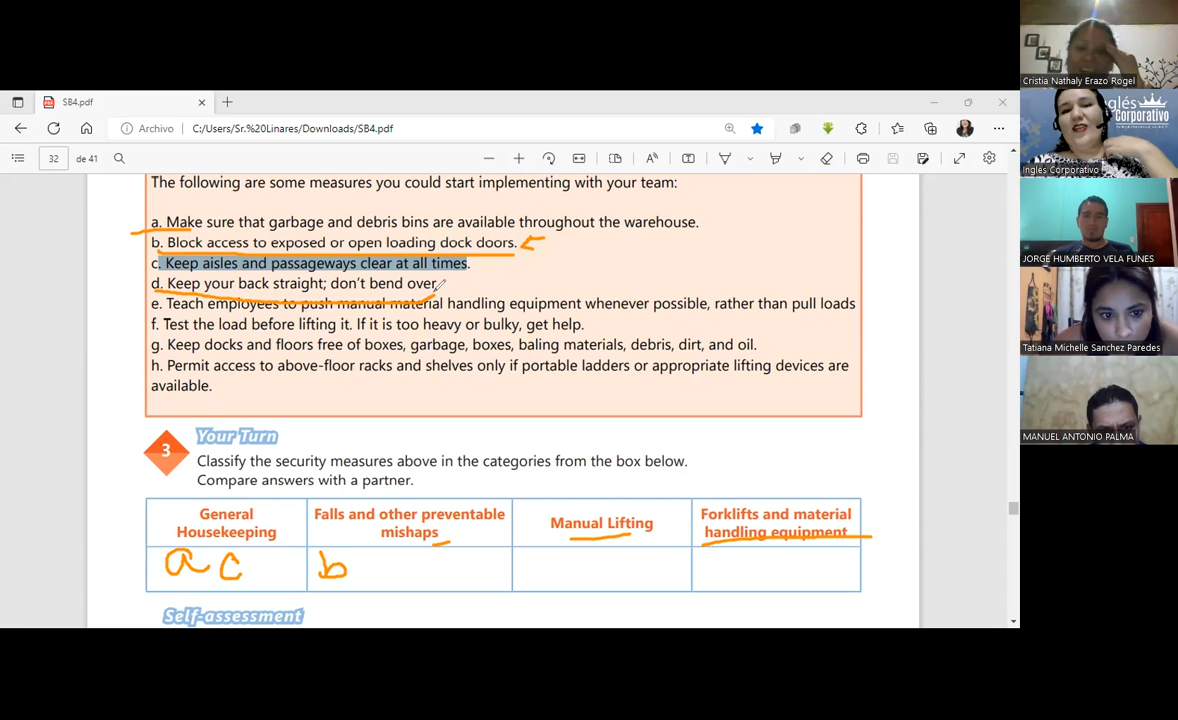 SB4.pdf
Archivo
C:/Users/Sr.%20Linares/Downloads/SB4.pdf
32
de 41
The following are some measures you could start implementing with your team:
a. Make sure that garbage and debris bins are available throughout the warehouse.
b. Block access to exposed or open loading dock doors.
c. Keep aisles and passageways clear at all times.
d. Keep your back straight; don't bend over.
e. Teach employees to push manual material handling equipment whenever possible, rather than pull loads
f. Test the load before lifting it. If it is too heavy or bulky, get help.
g. Keep docks and floors free of boxes, garbage, boxes, baling materials, debris, dirt, and oil.
h. Permit access to above-floor racks and shelves only if portable ladders or appropriate lifting devices are
available.
3
Your Turn
Classify the security measures above in the categories from the box below.
Compare answers with a partner.
General
Housekeeping
Falls and other preventable
mishaps
Manual Lifting
Forklifts and material
handling equipment
a c
b
Self-assessment
Cristia Nathaly Erazo Rogel
Inglés
Corporativo
Ingles Corporativo
JORGE HUMBERTO VELA FUNES
Tatiana Michelle Sanchez Paredes
MANUEL ANTONIO PALMA